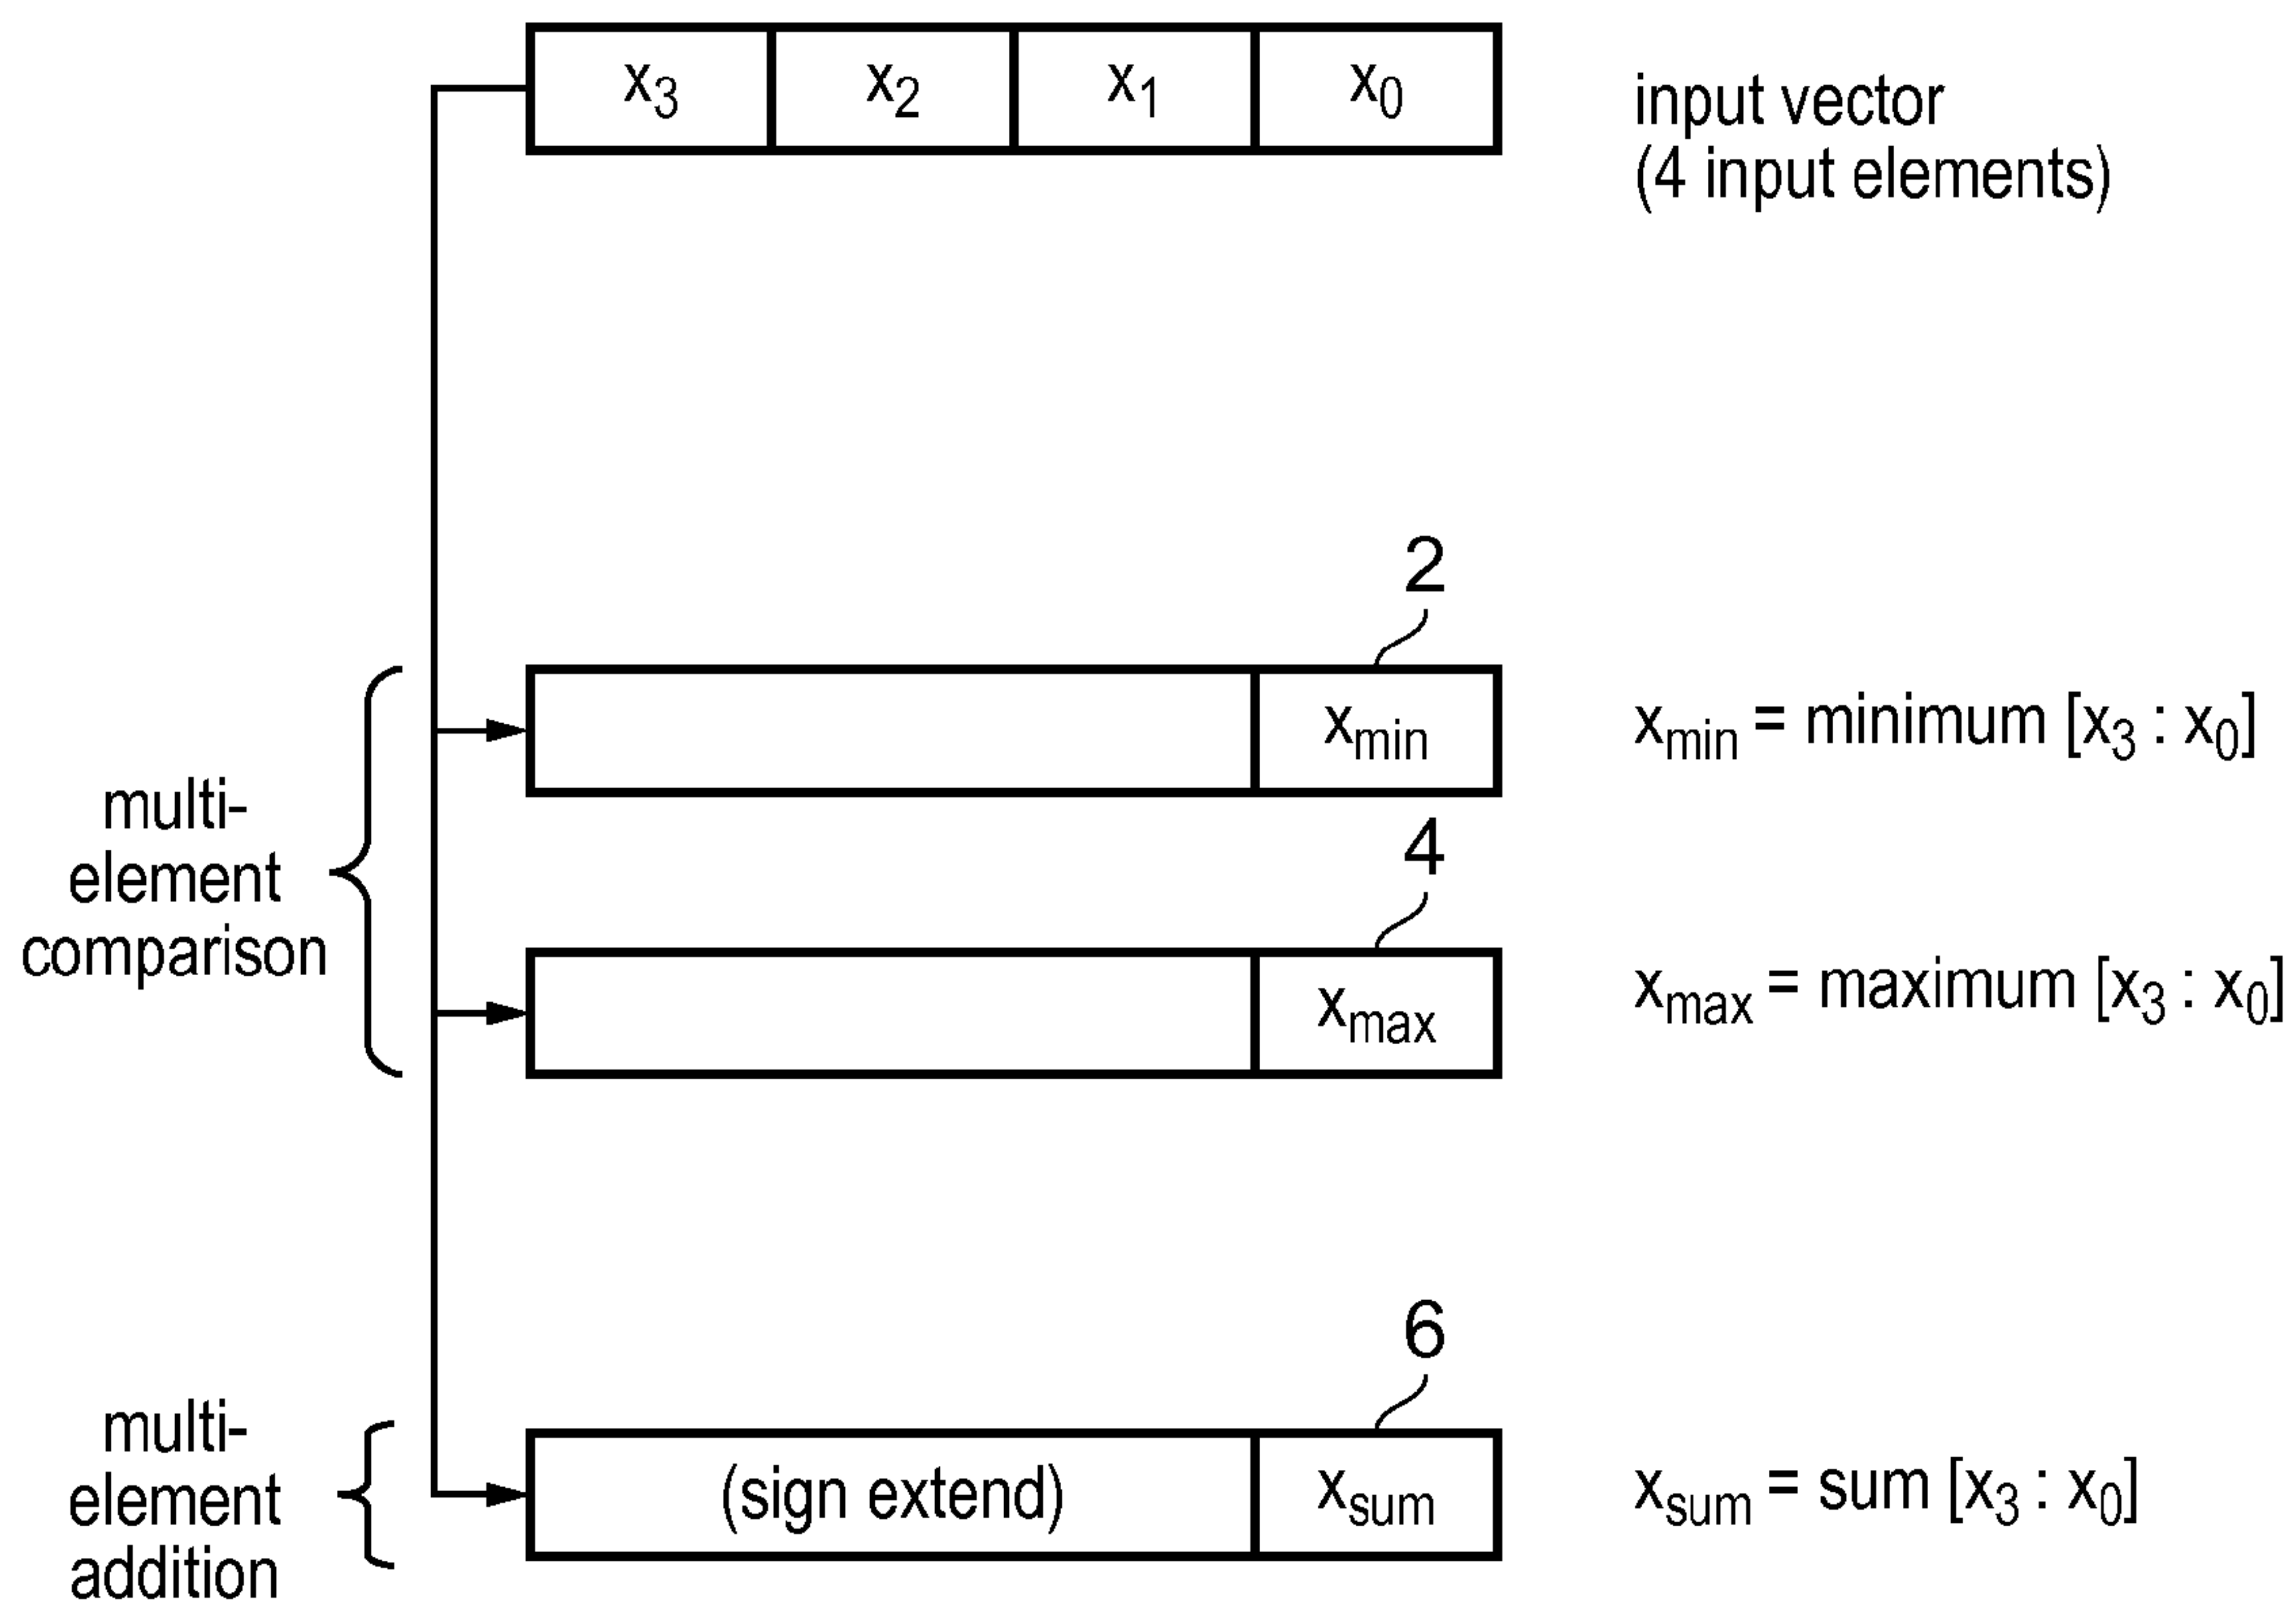 x3 x2 x1 x0
input vector
(4 input elements)
2
xmin
xmin = minimum [x3 : x0]
multi-
element
comparison
4
xmax
xmax = maximum [x3 : x0]
6
multi-
element
addition
(sign extend) xsum
xsum = sum [x3 : x0]